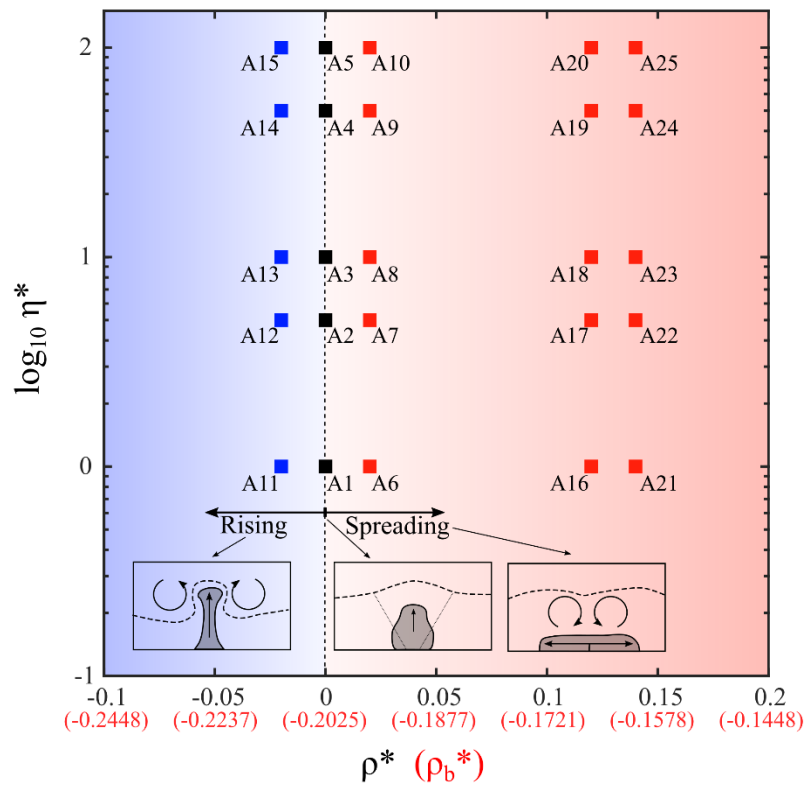 2
A15 A5 A10 A20 A25
A14 A4 A9 A19 A24
1
A13 A3 A8 A18 A23
A12 A2 A7 A17 A22
log10 η*
0
A11 A1 A6 A16 A21
Rising Spreading
-1
-0.1 -0.05 0 0.05 0.1 0.15 0.2
(-0.2448) (-0.2237) (-0.2025) (-0.1877) (-0.1721) (-0.1578) (-0.1448)
ρ* (ρb*)